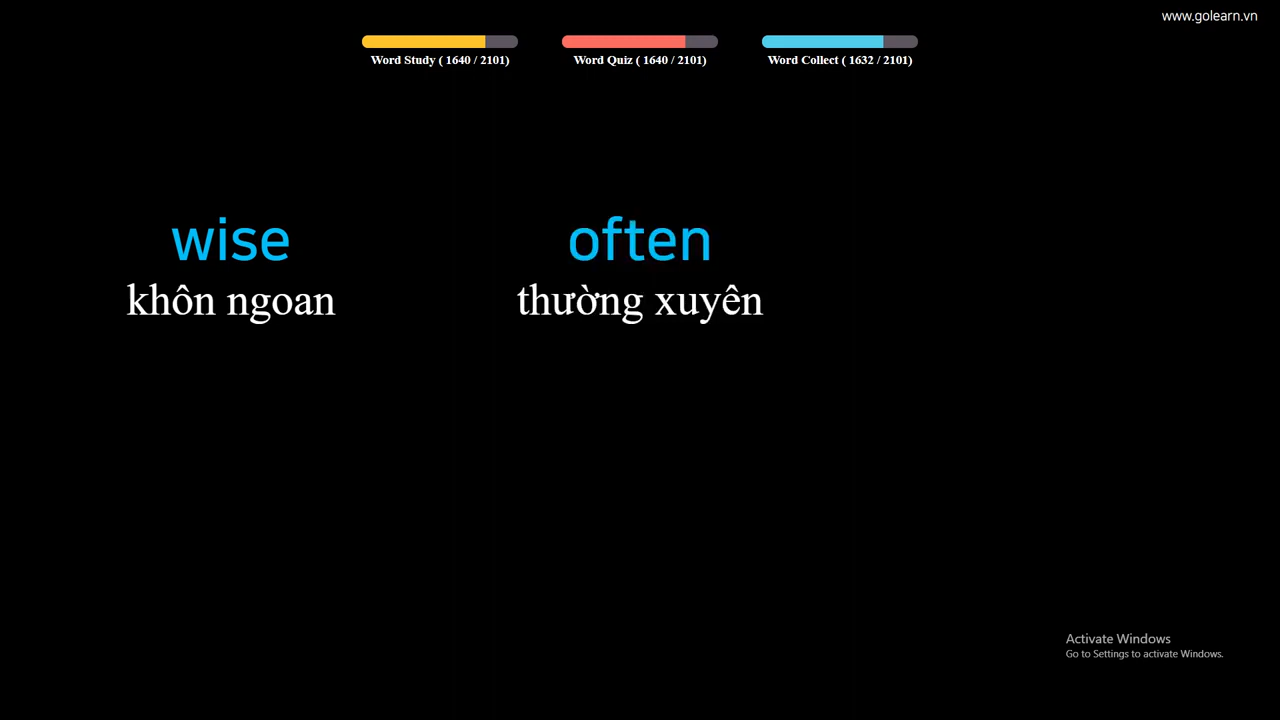 www.golearn.vn
Word Study ( 1640 / 2101)
Word Quiz ( 1640 / 2101)
Word Collect ( 1632 / 2101)
wise
khôn ngoan
often
thường xuyên
Activate Windows
Go to Settings to activate Windows.